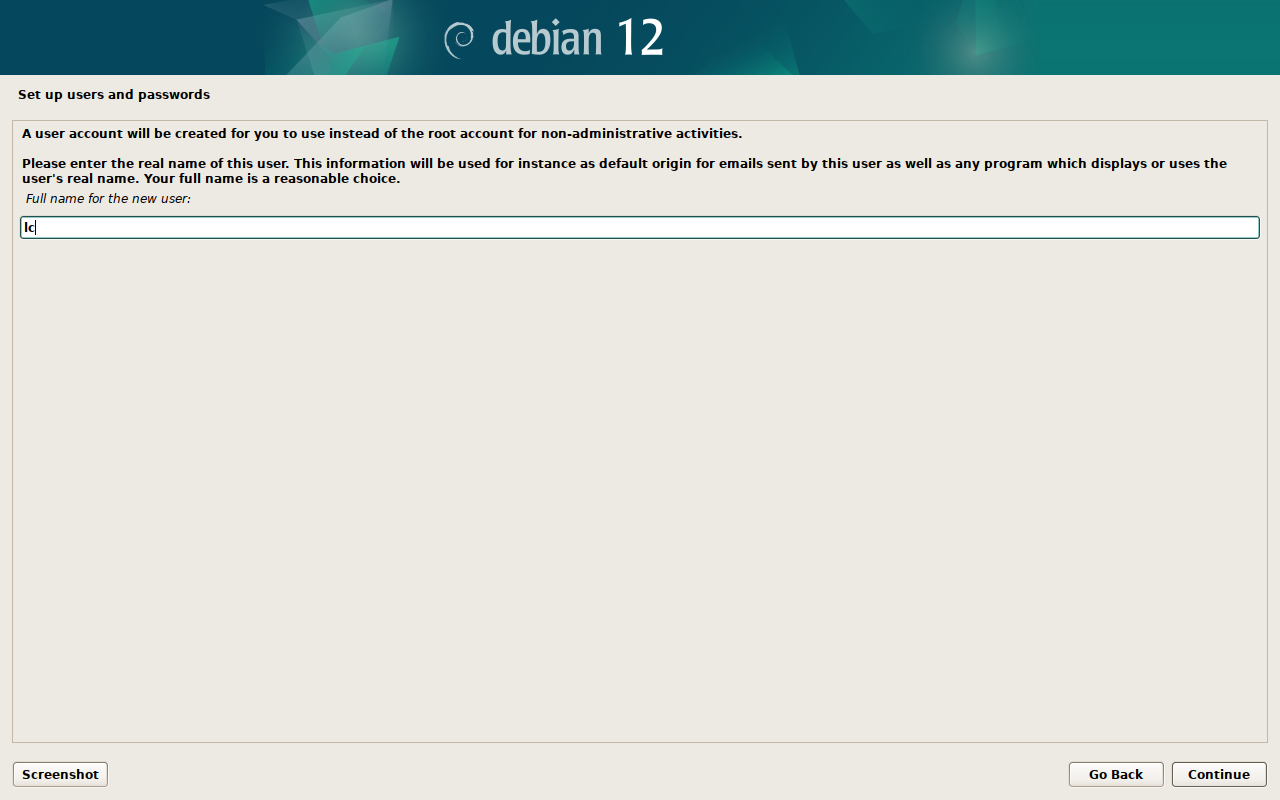 debian 12
Set up users and passwords
A user account will be created for you to use instead of the root account for non-administrative activities.
Please enter the real name of this user. This information will be used for instance as default origin for emails sent by this user as well as any program which displays or uses the
user's real name. Your full name is a reasonable choice.
Full name for the new user:
lc
Screenshot
Go Back
Continue